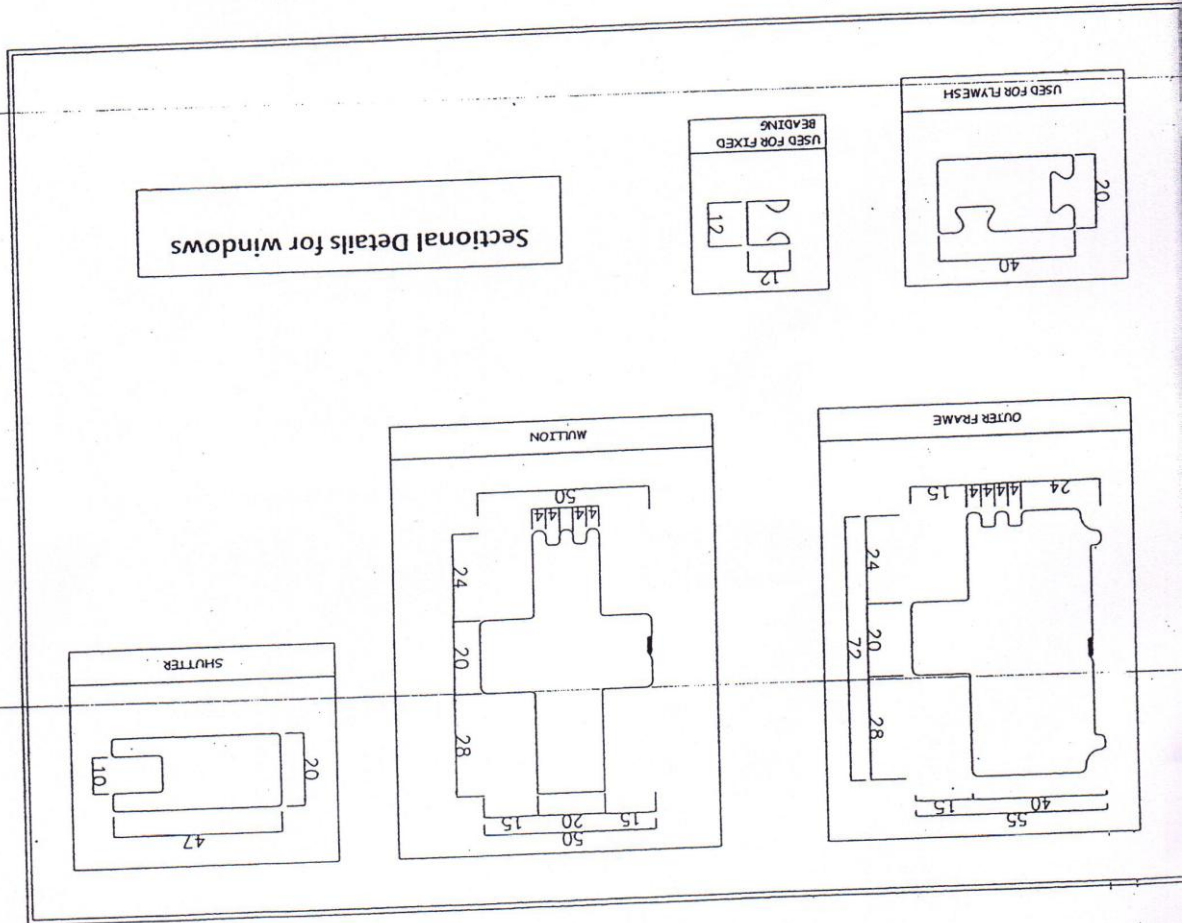 55
40 15
28
72 20
24
24 4 4 4 4 15
OUTER FRAME
50
15 20 15
28
20
24
4 4 4 4
50
MULLION
47
20 10
SHUTTER
40
20
USED FOR FLYMESH
12
12
USED FOR FIXED
BEADING
Sectional Details for windows